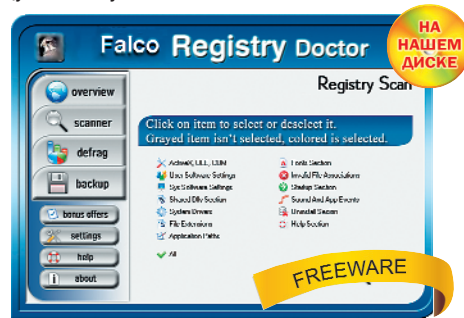 Falco Registry Doctor
НА
НАШЕМ
ДИСКЕ
Registry Scan
overview
scanner
defrag
backup
bonus offers
settings
help
about
Click on item to select or deselect it.
Grayed item isn't selected, colored is selected.
ActiveX, OLE, COM
User Software Settings
Sys Software Settings
Shared Dlls Section
System Drivers
File Extensions
Application Paths
All
Fonts Section
Invalid File Associations
Startup Section
Sound And App Events
Uninstall Section
Help Section
FREEWARE